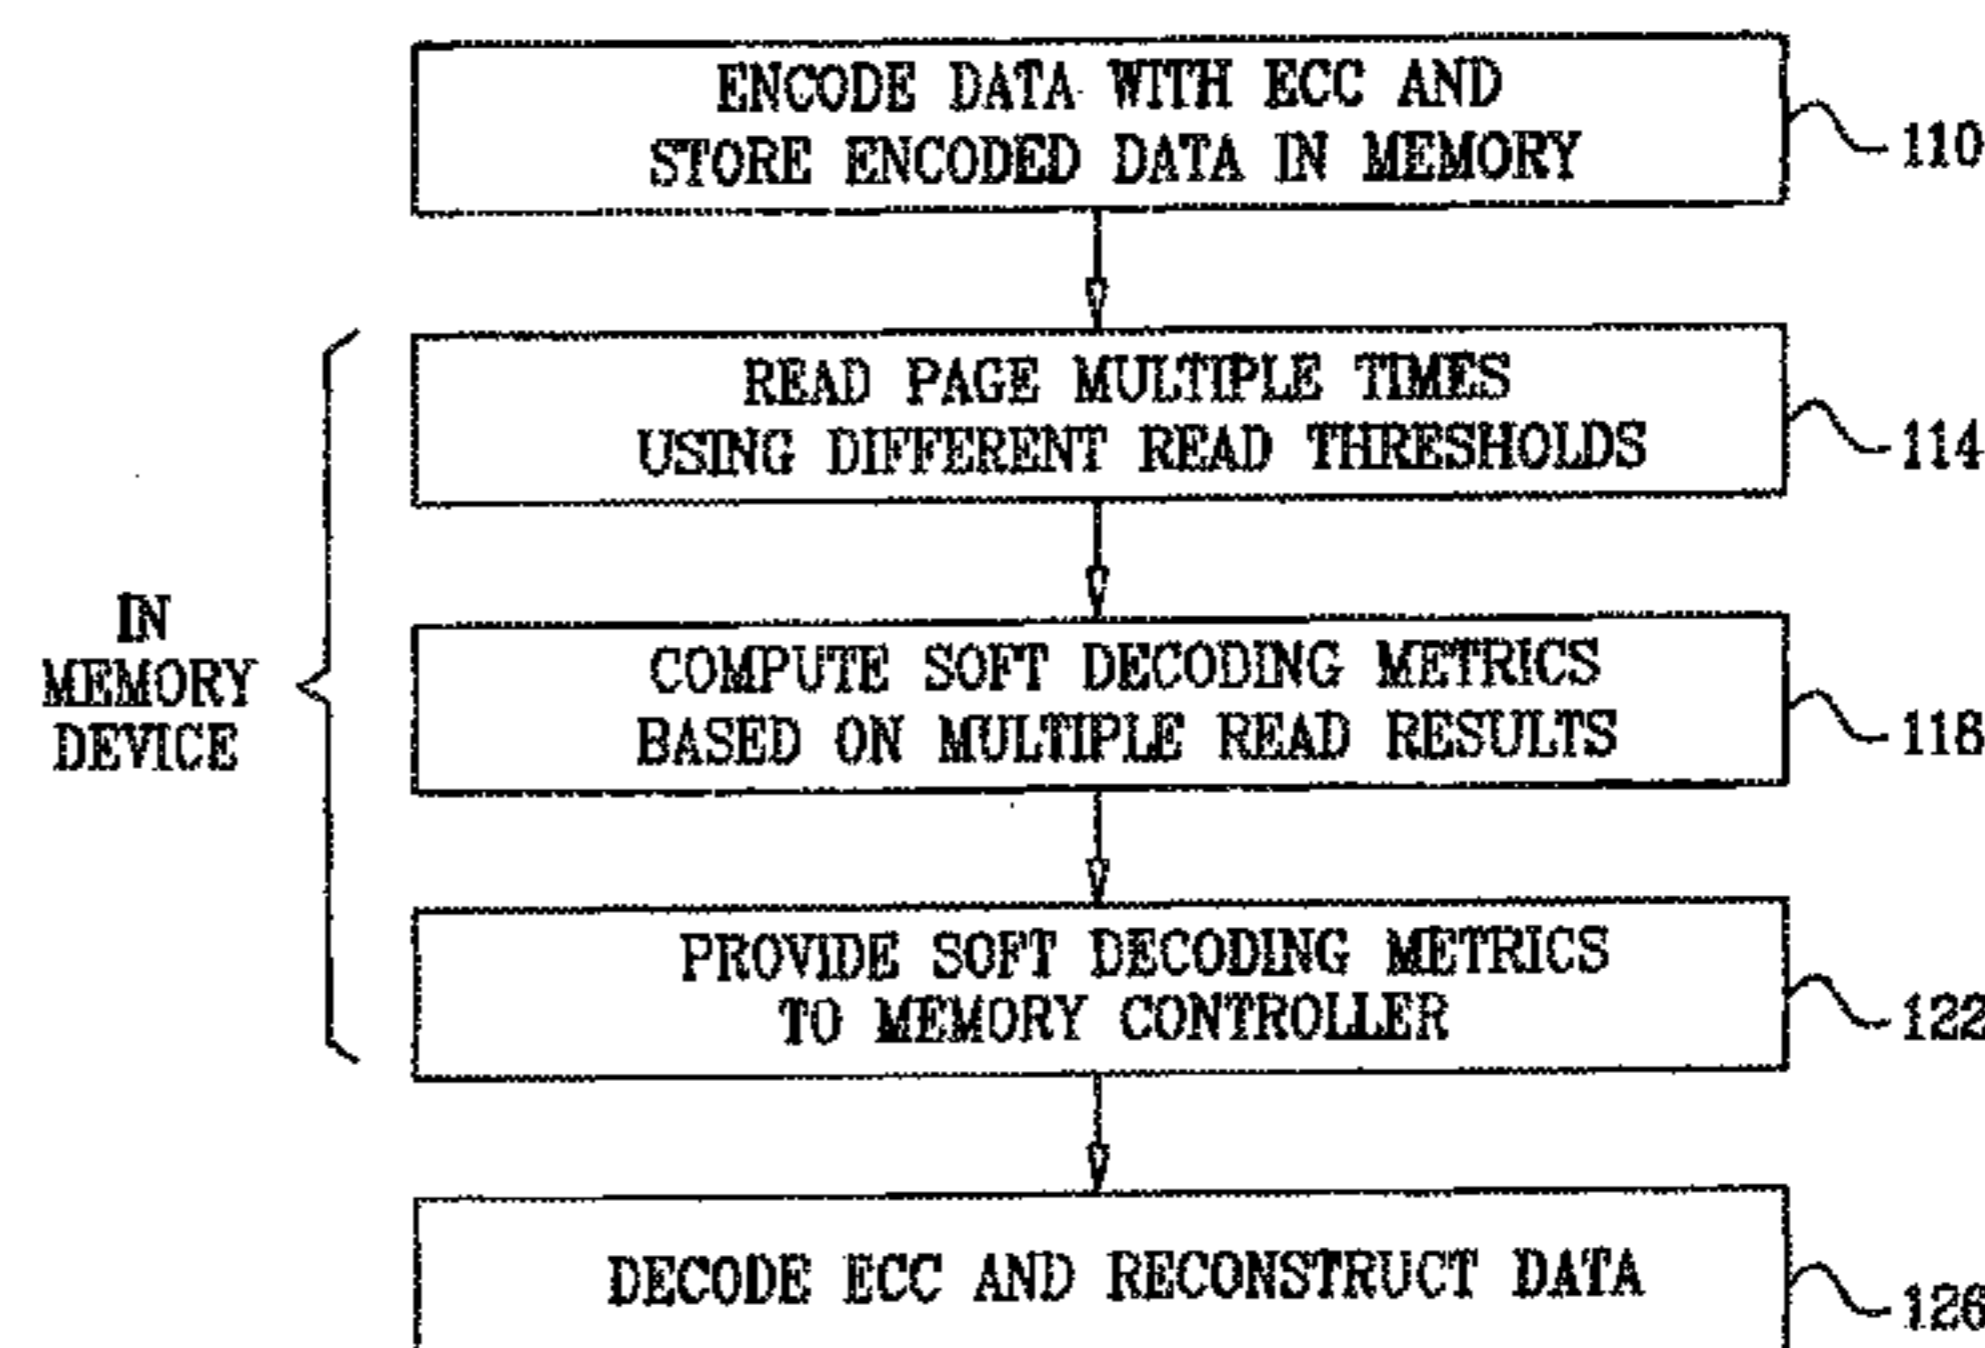 ENCODE DATA WITH ECC AND
STORE ENCODED DATA IN MEMORY
110
READ PAGE MULTIPLE TIMES
USING DIFFERENT READ THRESHOLDS
114
IN
MEMORY
DEVICE
COMPUTE SOFT DECODING METRICS
BASED ON MULTIPLE READ RESULTS
118
PROVIDE SOFT DECODING METRICS
TO MEMORY CONTROLLER
122
DECODE ECC AND RECONSTRUCT DATA
126